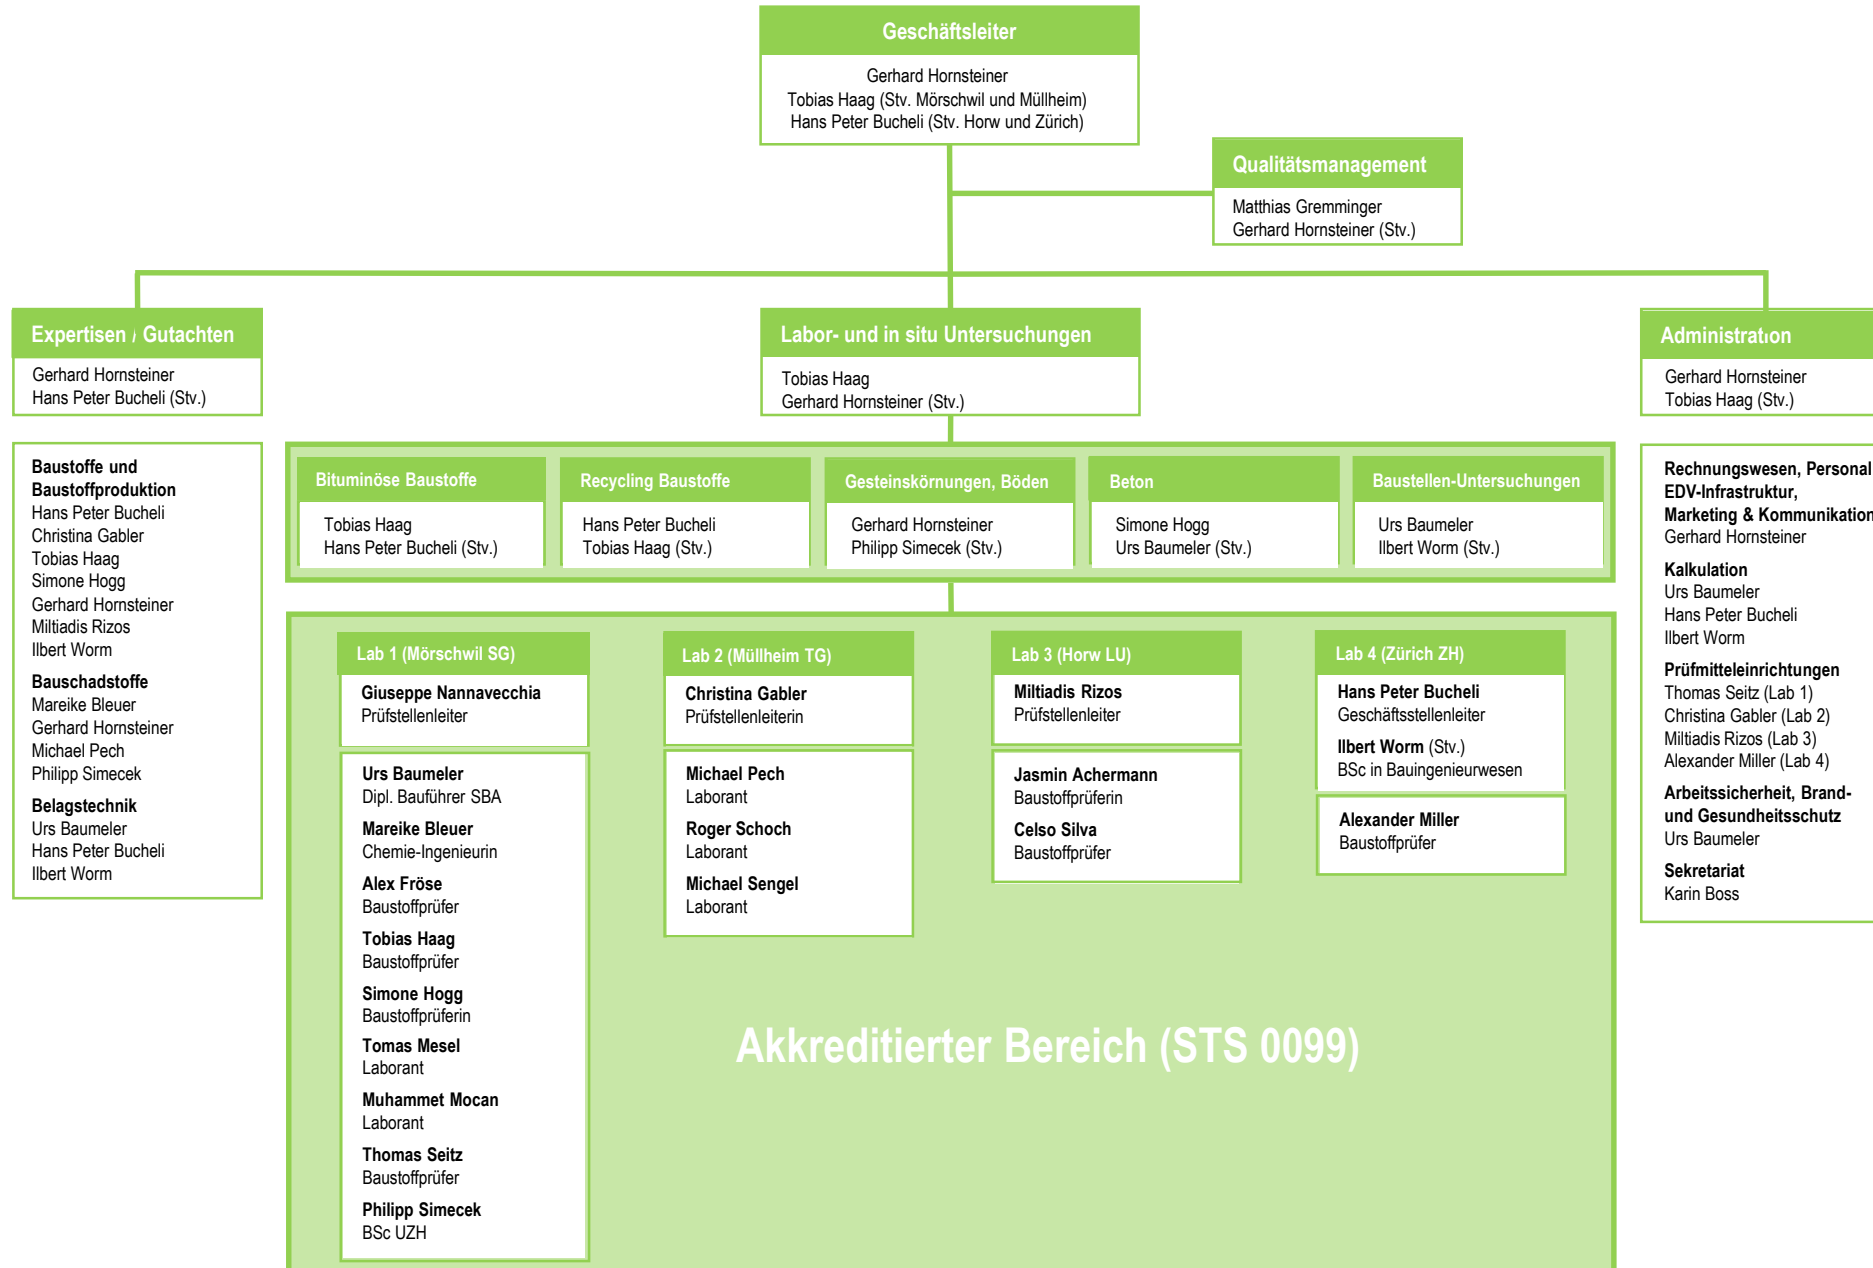 Geschäftsleiter
Gerhard Hornsteiner
Tobias Haag (Stv. Mörschwil und Müllheim)
Hans Peter Bucheli (Stv. Horw und Zürich)
Qualitätsmanagement
Matthias Gremminger
Gerhard Hornsteiner (Stv.)
Expertisen / Gutachten
Gerhard Hornsteiner
Hans Peter Bucheli (Stv.)
Baustoffe und
Baustoffproduktion
Hans Peter Bucheli
Christina Gabler
Tobias Haag
Simone Hogg
Gerhard Hornsteiner
Miltiadis Rizos
Ilbert Worm
Bauschadstoffe
Mareike Bleuer
Gerhard Hornsteiner
Michael Pech
Philipp Simecek
Belagstechnik
Urs Baumeler
Hans Peter Bucheli
Ilbert Worm
Labor- und in situ Untersuchungen
Tobias Haag
Gerhard Hornsteiner (Stv.)
Bituminöse Baustoffe
Tobias Haag
Hans Peter Bucheli (Stv.)
Recycling Baustoffe
Hans Peter Bucheli
Tobias Haag (Stv.)
Gesteinskörnungen, Böden
Gerhard Hornsteiner
Philipp Simecek (Stv.)
Beton
Simone Hogg
Urs Baumeler (Stv.)
Baustellen-Untersuchungen
Urs Baumeler
Ilbert Worm (Stv.)
Lab 1 (Mörschwil SG)
Giuseppe Nannavecchia
Prüfstellenleiter
Urs Baumeler
Dipl. Bauführer SBA
Mareike Bleuer
Chemie-Ingenieurin
Alex Fröse
Baustoffprüfer
Tobias Haag
Baustoffprüfer
Simone Hogg
Baustoffprüferin
Tomas Mesel
Laborant
Muhammet Mocan
Laborant
Thomas Seitz
Baustoffprüfer
Philipp Simecek
BSc UZH
Lab 2 (Müllheim TG)
Christina Gabler
Prüfstellenleiterin
Michael Pech
Laborant
Roger Schoch
Laborant
Michael Sengel
Laborant
Lab 3 (Horw LU)
Miltiadis Rizos
Prüfstellenleiter
Jasmin Achermann
Baustoffprüferin
Celso Silva
Baustoffprüfer
Lab 4 (Zürich ZH)
Hans Peter Bucheli
Geschäftsstellenleiter
Ilbert Worm (Stv.)
BSc in Bauingenieurwesen
Alexander Miller
Baustoffprüfer
Akkreditierter Bereich (STS 0099)
Administration
Gerhard Hornsteiner
Tobias Haag (Stv.)
Rechnungswesen, Personal
EDV-Infrastruktur,
Marketing & Kommunikation
Gerhard Hornsteiner
Kalkulation
Urs Baumeler
Hans Peter Bucheli
Ilbert Worm
Prüfmitteleinrichtungen
Thomas Seitz (Lab 1)
Christina Gabler (Lab 2)
Miltiadis Rizos (Lab 3)
Alexander Miller (Lab 4)
Arbeitssicherheit, Brand-
und Gesundheitsschutz
Urs Baumeler
Sekretariat
Karin Boss